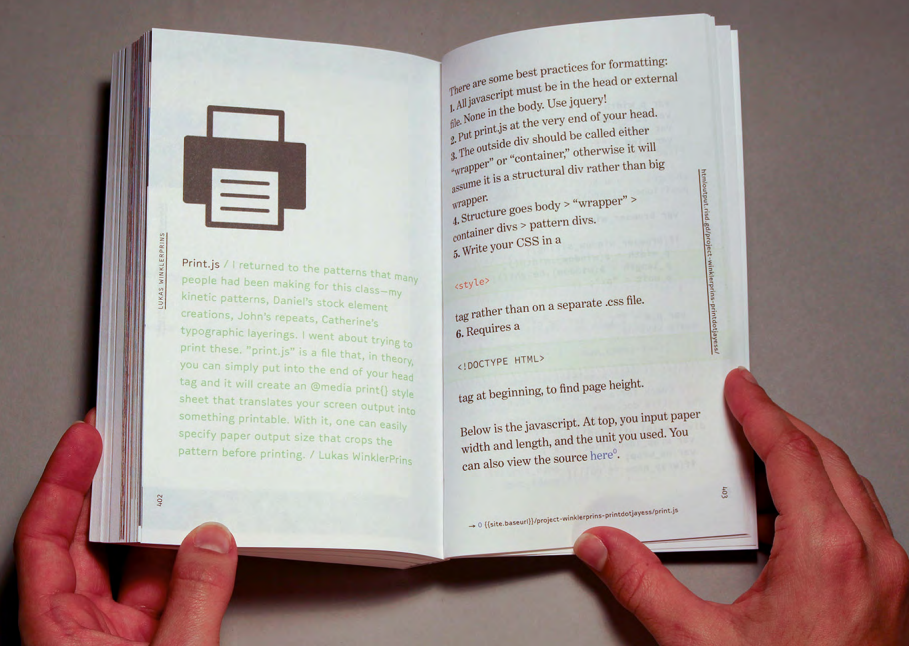 LUKAS WINKLERPRINS
Print.js / I returned to the patterns that many
people had been making for this class—my
kinetic patterns, Daniel's stock element
creations, John's repeats, Catherine's
typographic layerings. I went about trying to
print these. "print.js" is a file that, in theory,
you can simply put into the end of your head
tag and it will create an @media print{} style
sheet that translates your screen output into
something printable. With it, one can easily
specify paper output size that crops the
pattern before printing. / Lukas WinklerPrins
402
There are some best practices for formatting:
1. All javascript must be in the head or external
file. None in the body. Use jquery!
2. Put print.js at the very end of your head.
3. The outside div should be called either
“wrapper” or “container,” otherwise it will
assume it is a structural div rather than big
wrapper.
4. Structure goes body > “wrapper” >
container divs > pattern divs.
5. Write your CSS in a
<style>
tag rather than on a separate .css file.
6. Requires a
<!DOCTYPE HTML>
tag at beginning, to find page height.
Below is the javascript. At top, you input paper
width and length, and the unit you used. You
can also view the source here⁰.
→ 0 {{site.baseurl}}/project-winklerprins-printdotjayess/print.js
htmloutput.risd.gd/project-winklerprins-printdotjayess/
403